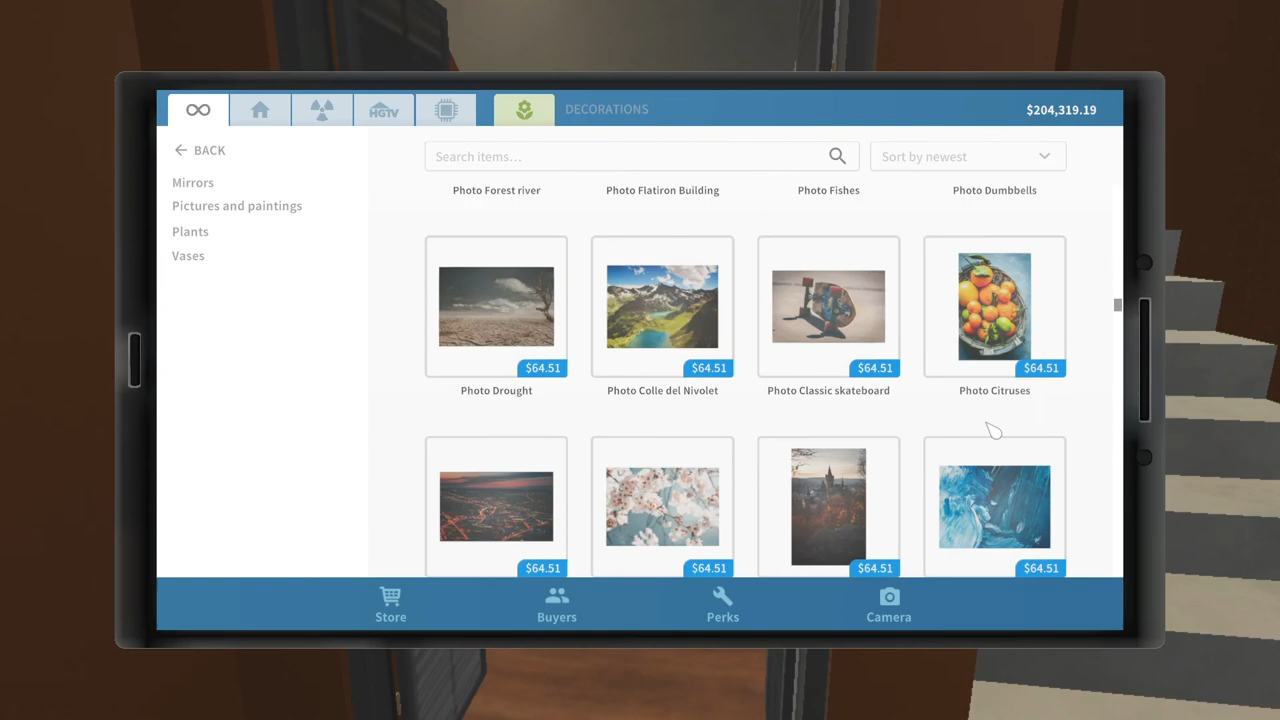 HGTV
DECORATIONS
$204,319.19
BACK
Search items...
Sort by newest
Mirrors
Pictures and paintings
Plants
Vases
Photo Forest river
Photo Flatiron Building
Photo Fishes
Photo Dumbbells
$64.51
$64.51
$64.51
$64.51
Photo Drought
Photo Colle del Nivolet
Photo Classic skateboard
Photo Citruses
$64.51
$64.51
$64.51
$64.51
Store
Buyers
Perks
Camera